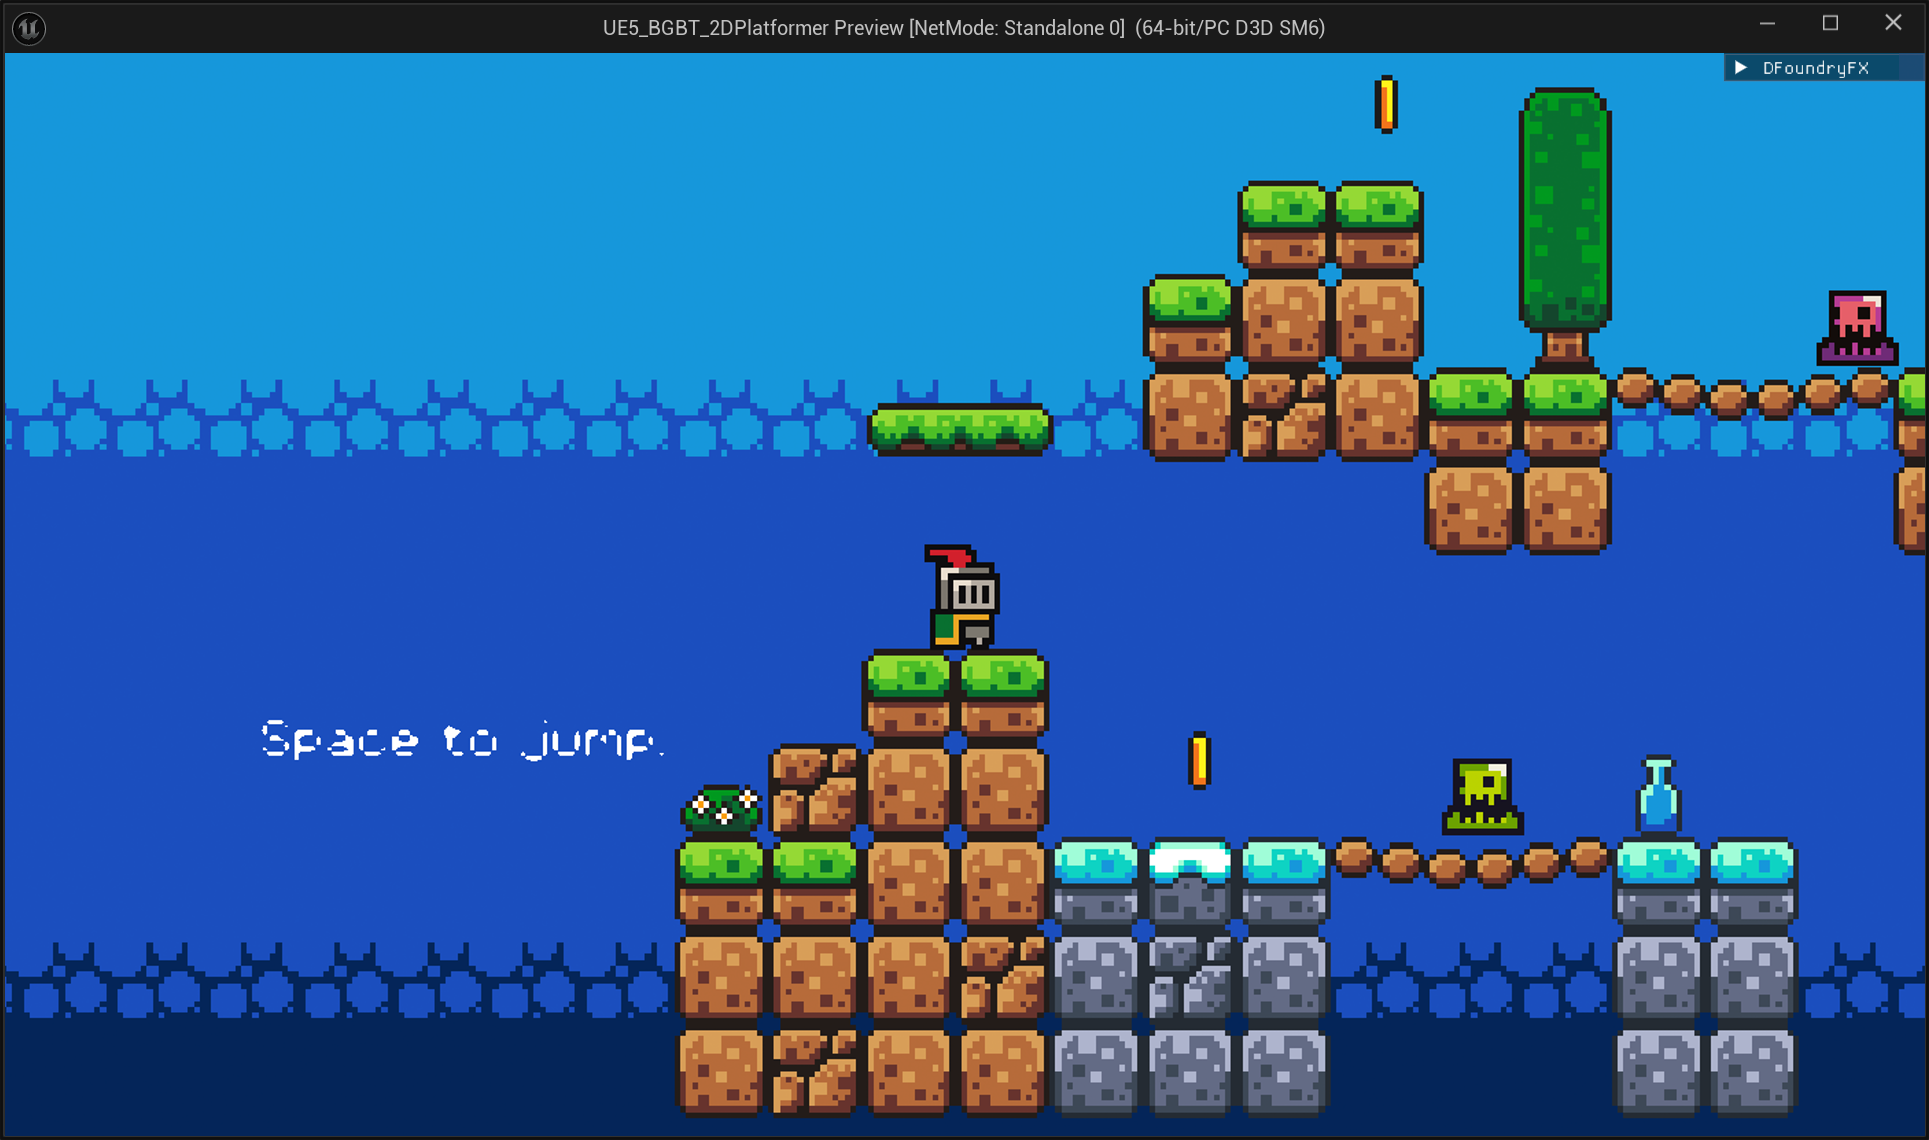 UE5_BGBT_2DPlatformer Preview [NetMode: Standalone 0] (64-bit/PC D3D SM6)
DFoundryFX
Space to jump.